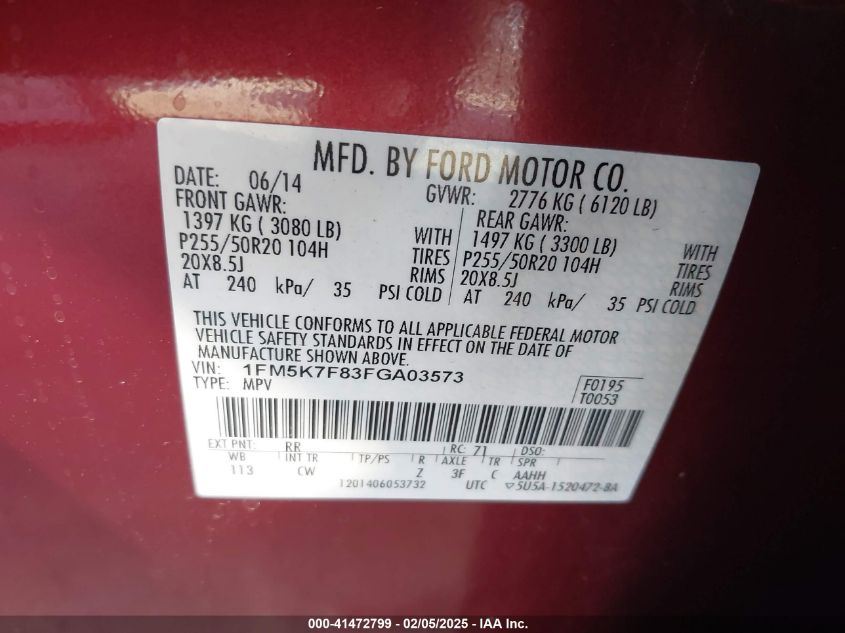 MFD. BY FORD MOTOR CO.
DATE: 06/14 GVWR: 2776 KG ( 6120 LB)
FRONT GAWR: REAR GAWR:
1397 KG ( 3080 LB) WITH 1497 KG ( 3300 LB) WITH
P255/50R20 104H TIRES P255/50R20 104H TIRES
20X8.5J RIMS 20X8.5J RIMS
AT 240 kPa/ 35 PSI COLD AT 240 kPa/ 35 PSI COLD
THIS VEHICLE CONFORMS TO ALL APPLICABLE FEDERAL MOTOR
VEHICLE SAFETY STANDARDS IN EFFECT ON THE DATE OF
MANUFACTURE SHOWN ABOVE.
VIN: 1FM5K7F83FGA03573 F0195
TYPE: MPV T0053
EXT PNT: RR RC: 71 DSO:
WB INT TR TP/PS R AXLE TR SPR
113 CW Z 3F C AAHH
1201406053732 UTC ▽5U5A-1520472-BA
000-41472799 - 02/05/2025 - IAA Inc.